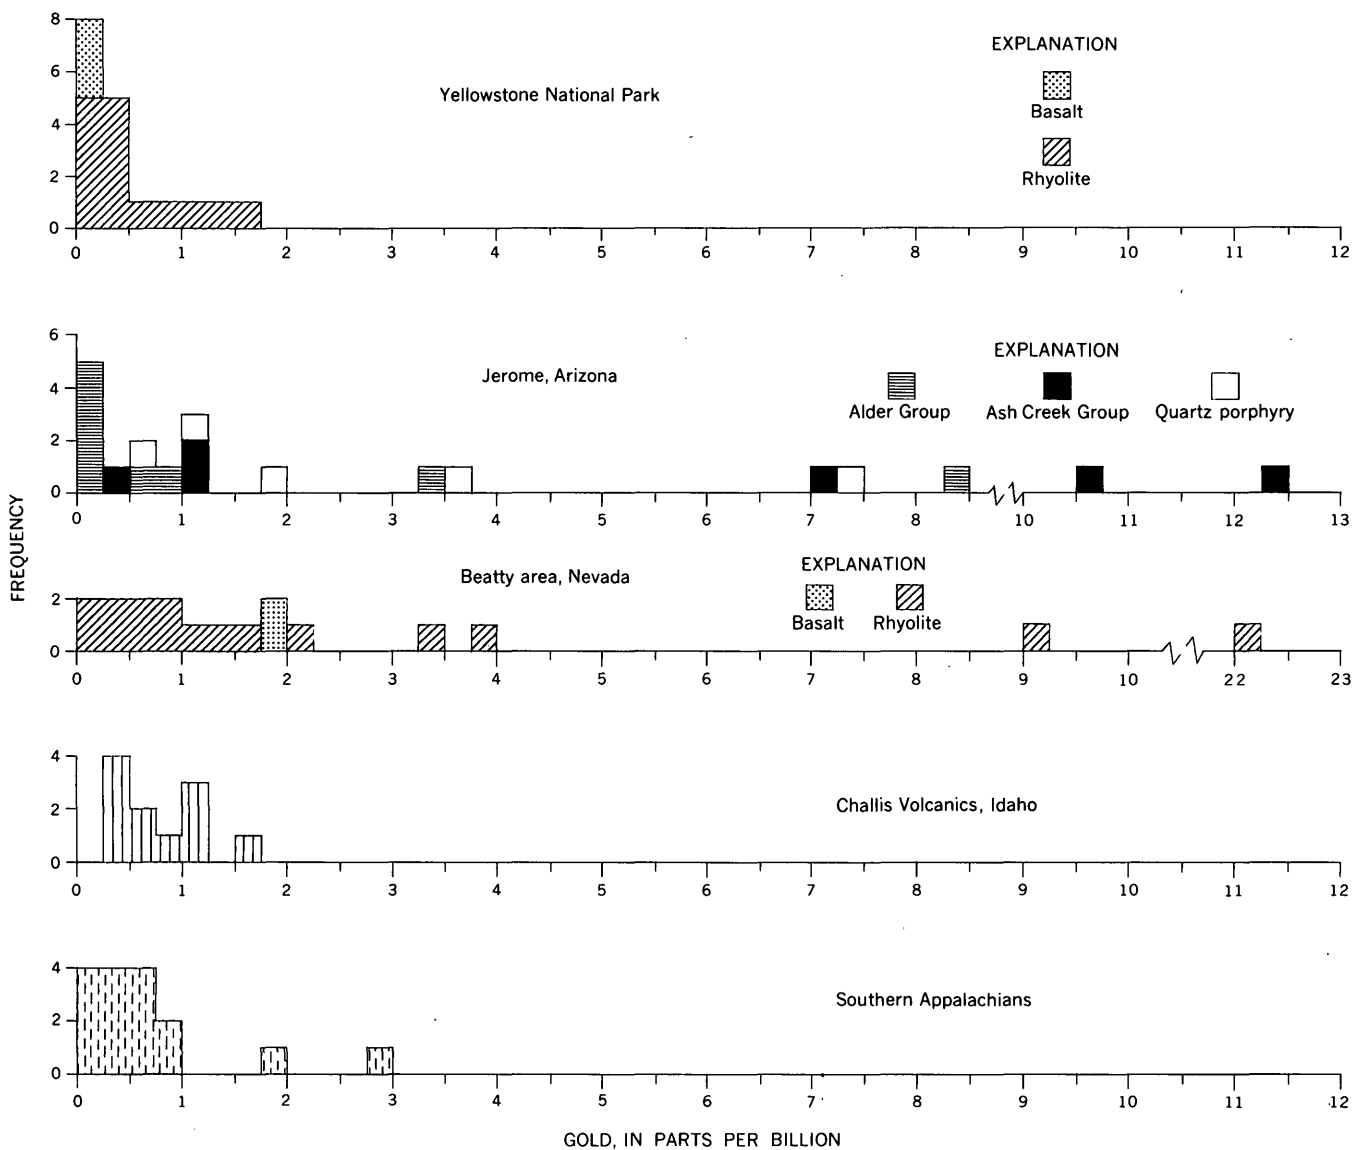 8
6
4
2
0
Yellowstone National Park
EXPLANATION
Basalt
Rhyolite
0 1 2 3 4 5 6 7 8 9 10 11 12
6
4
2
0
Jerome, Arizona
EXPLANATION
Alder Group Ash Creek Group Quartz porphyry
0 1 2 3 4 5 6 7 8 10 11 12 13
FREQUENCY
2
0
Beatty area, Nevada
EXPLANATION
Basalt Rhyolite
0 1 2 3 4 5 6 7 8 9 10 22 23
4
2
0
Challis Volcanics, Idaho
0 1 2 3 4 5 6 7 8 9 10 11 12
4
2
0
Southern Appalachians
0 1 2 3 4 5 6 7 8 9 10 11 12
GOLD, IN PARTS PER BILLION